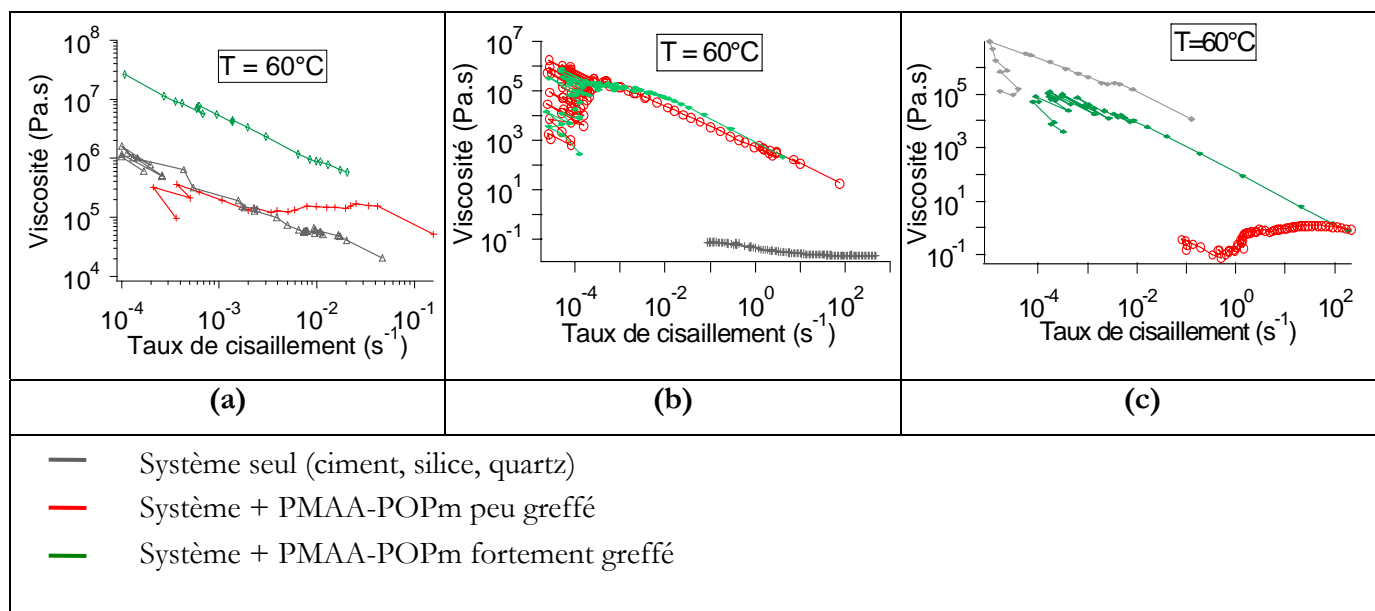 T = 60°C
Viscosité (Pa.s)
10^8
10^7
10^6
10^5
10^4
10^-4
10^-3
10^-2
10^-1
Taux de cisaillement (s^-1)
T = 60°C
Viscosité (Pa.s)
10^7
10^5
10^3
10^1
10^-1
10^-4
10^-2
10^0
10^2
Taux de cisaillement (s^-1)
T=60°C
Viscosité (Pa.s)
10^5
10^3
10^1
10^-1
10^-4
10^-2
10^0
10^2
Taux de cisaillement (s^-1)
(a)
(b)
(c)
Système seul (ciment, silice, quartz)
Système + PMAA-POPm peu greffé
Système + PMAA-POPm fortement greffé